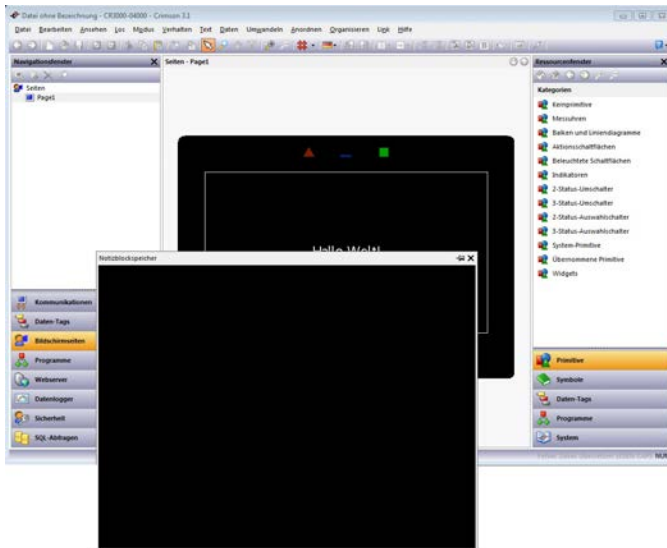 Datei ohne Bezeichnung - CR3000-04000 - Crimson 3.1
Datei Bearbeiten Ansehen Los Modus Verhalten Text Daten Umwandeln Anordnen Organisieren Link Hilfe
Navigationsfenster
Seiten
Page1
Kommunikationen
Daten-Tags
Bildschirmseiten
Programme
Webserver
Datenlogger
Sicherheit
SQL-Abfragen
Seiten - Page1
Hallo Welt!
Notizblockspeicher
Ressourcenfenster
Kategorien
Kernprimitive
Messuhren
Balken und Liniendiagramme
Aktionsschaltflächen
Beleuchtete Schaltflächen
Indikatoren
2-Status-Umschalter
3-Status-Umschalter
2-Status-Auswahlschalter
3-Status-Auswahlschalter
System-Primitive
Übernommene Primitive
Widgets
Primitive
Symbole
Daten-Tags
Programme
System